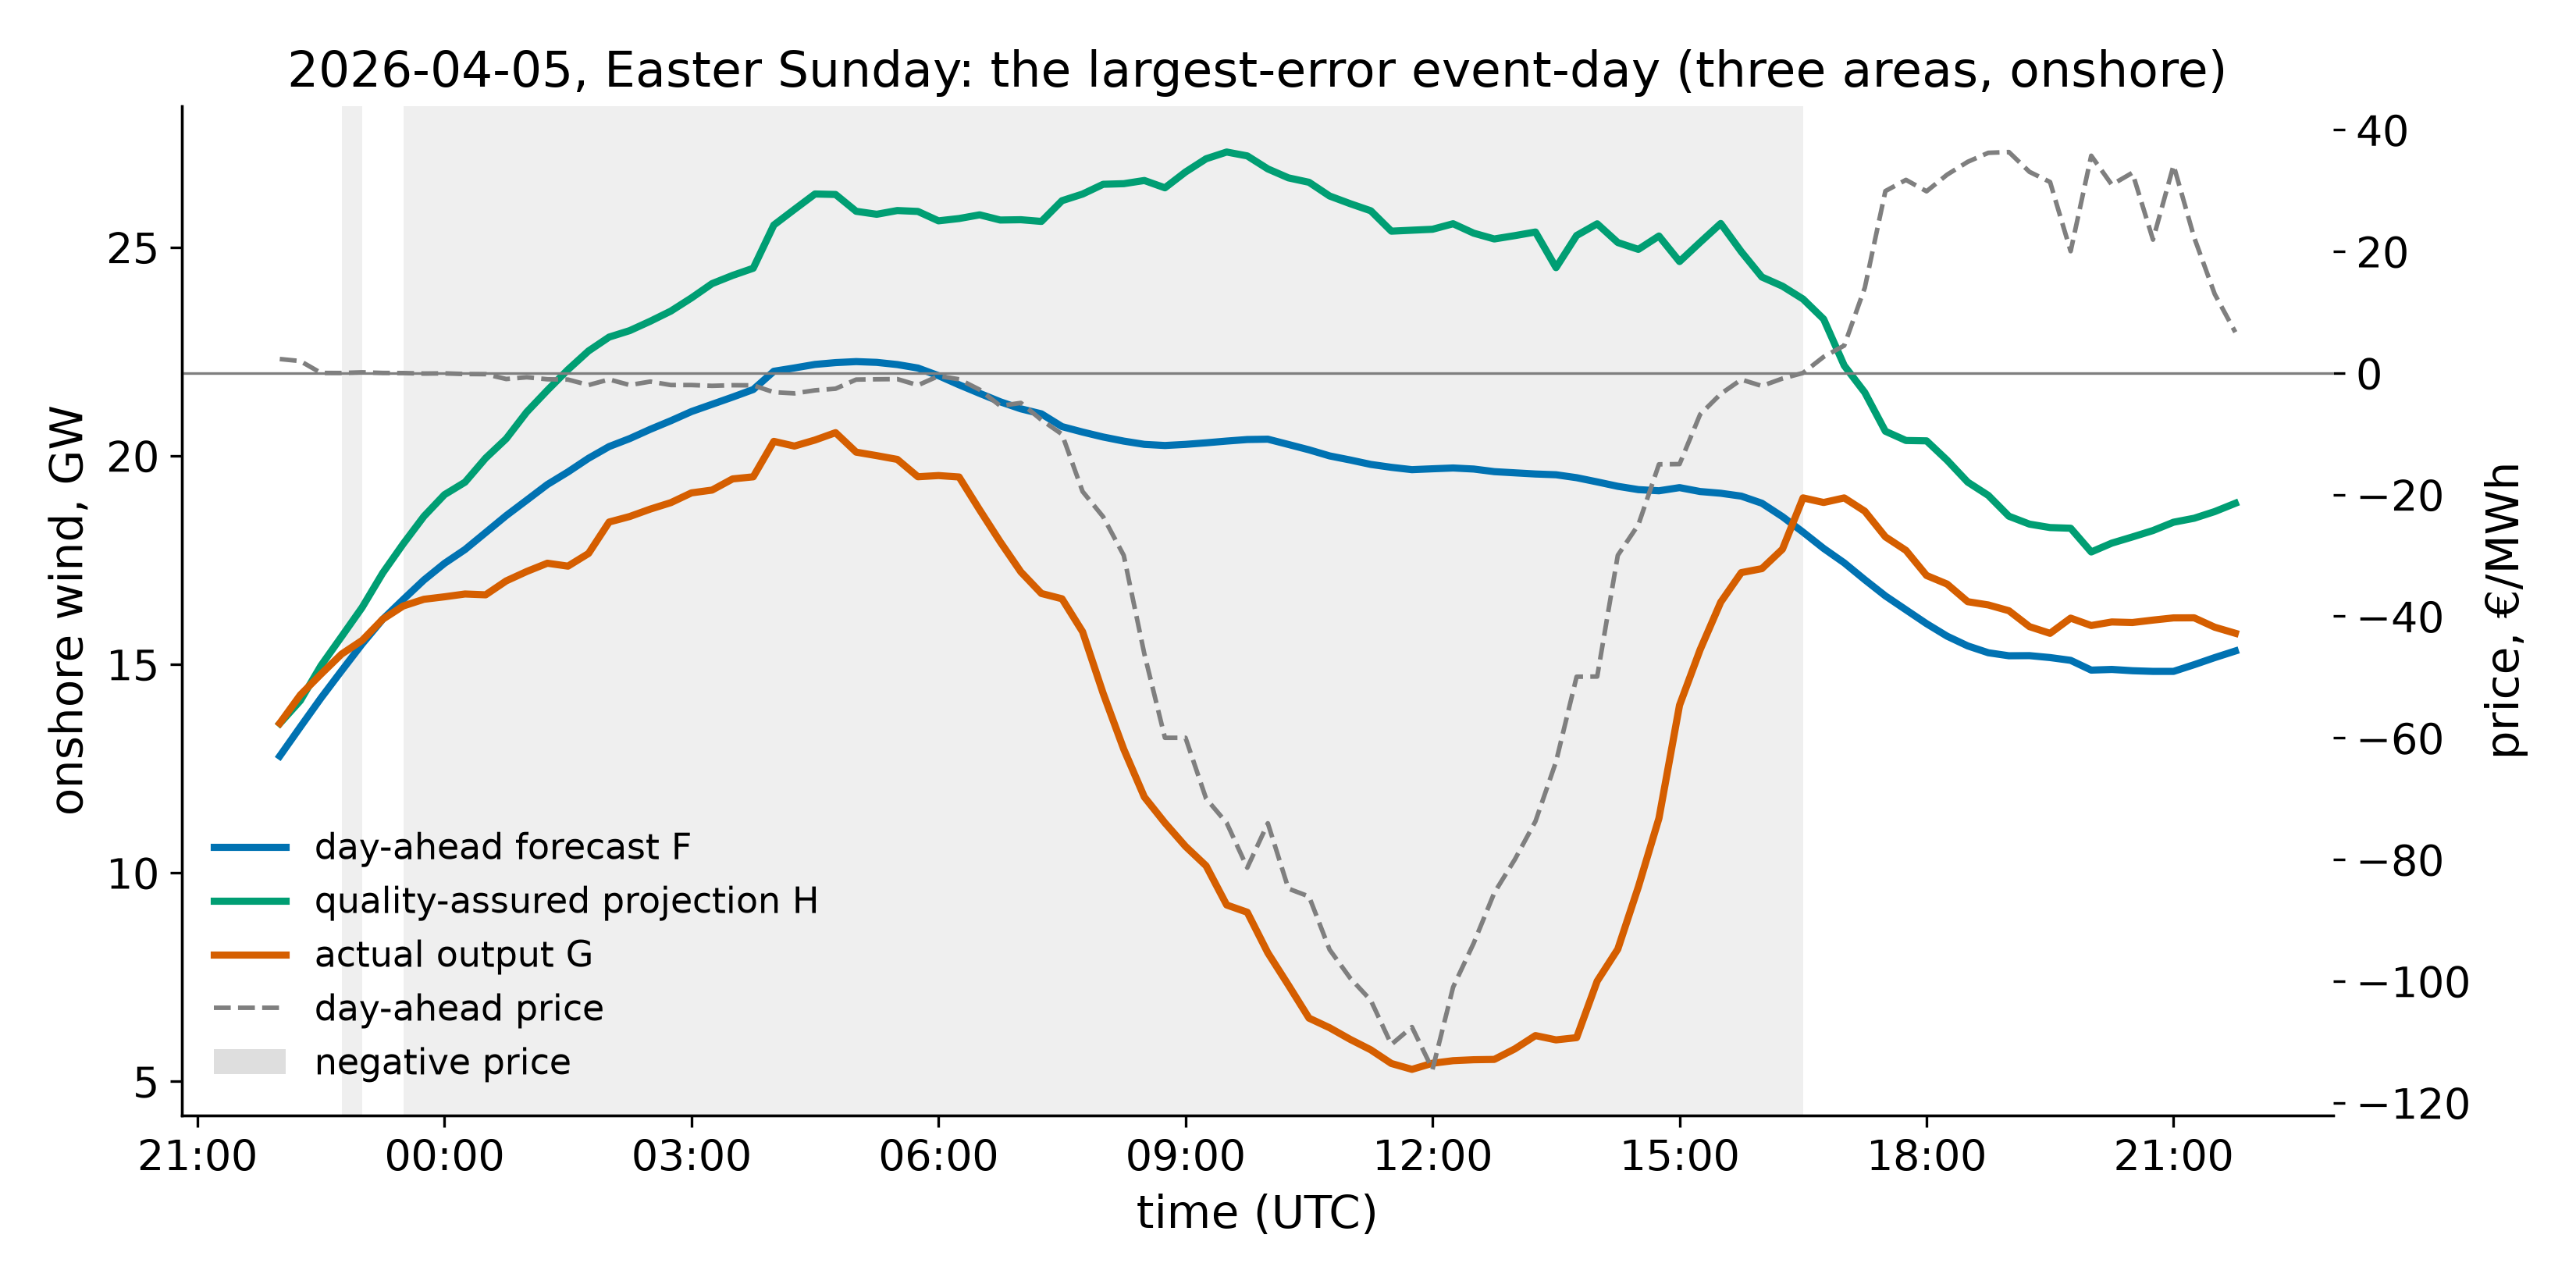 2026-04-05, Easter Sunday: the largest-error event-day (three areas, onshore)
onshore wind, GW
25
20
15
10
5
40
20
0
−20
−40
−60
−80
−100
−120
price, €/MWh
day-ahead forecast F
quality-assured projection H
actual output G
day-ahead price
negative price
21:00 00:00 03:00 06:00 09:00 12:00 15:00 18:00 21:00
time (UTC)